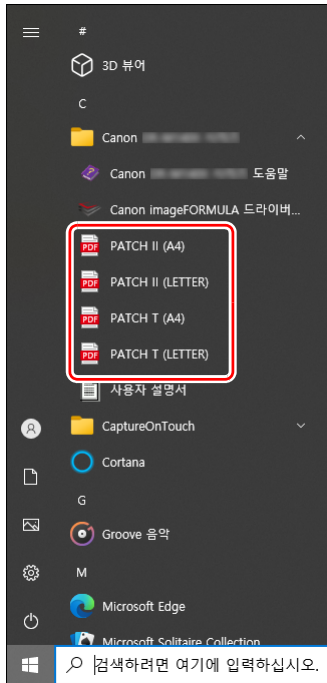 #
3D 뷰어
C
Canon
Canon 도움말
Canon imageFORMULA 드라이버...
PDF PATCH II (A4)
PDF PATCH II (LETTER)
PDF PATCH T (A4)
PDF PATCH T (LETTER)
사용자 설명서
CaptureOnTouch
Cortana
G
Groove 음악
M
Microsoft Edge
Microsoft Solitaire Collection
검색하려면 여기에 입력하십시오.